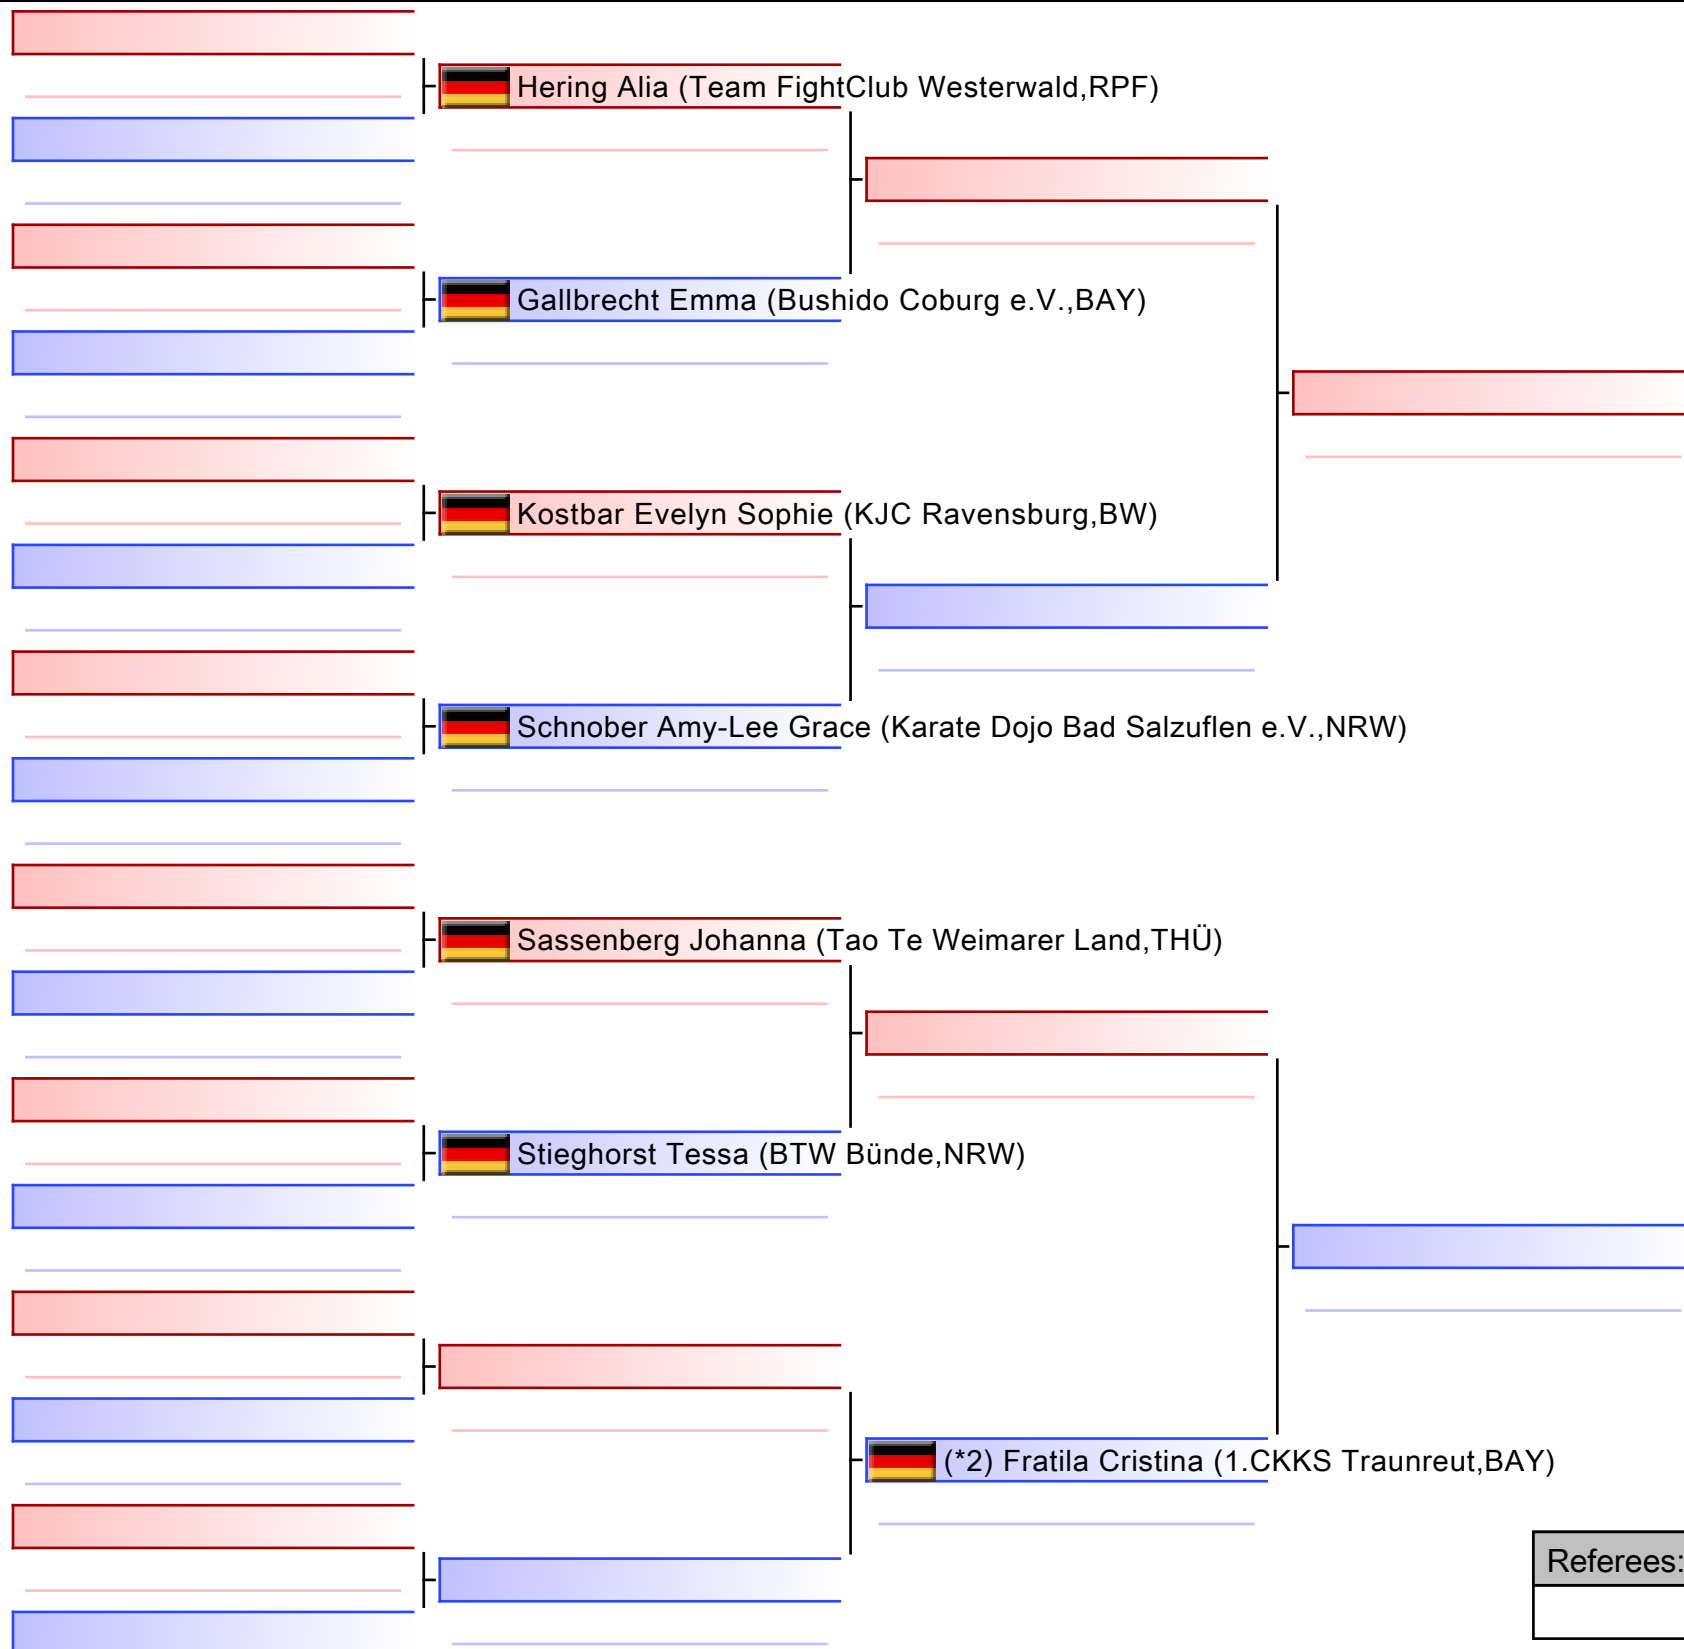 Hering Alia (Team FightClub Westerwald,RPF)
Gallbrecht Emma (Bushido Coburg e.V.,BAY)
Kostbar Evelyn Sophie (KJC Ravensburg,BW)
Schnober Amy-Lee Grace (Karate Dojo Bad Salzuflen e.V.,NRW)
Sassenberg Johanna (Tao Te Weimarer Land,THÜ)
Stieghorst Tessa (BTW Bünde,NRW)
(*2) Fratila Cristina (1.CKKS Traunreut,BAY)
Referees: